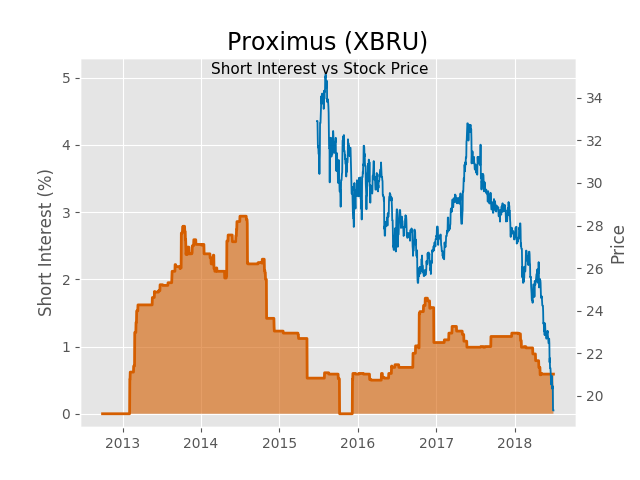 Proximus (XBRU)
Short Interest vs Stock Price
Short Interest (%)
5
4
3
2
1
0
34
32
30
28
26
24
22
20
Price
2013 2014 2015 2016 2017 2018